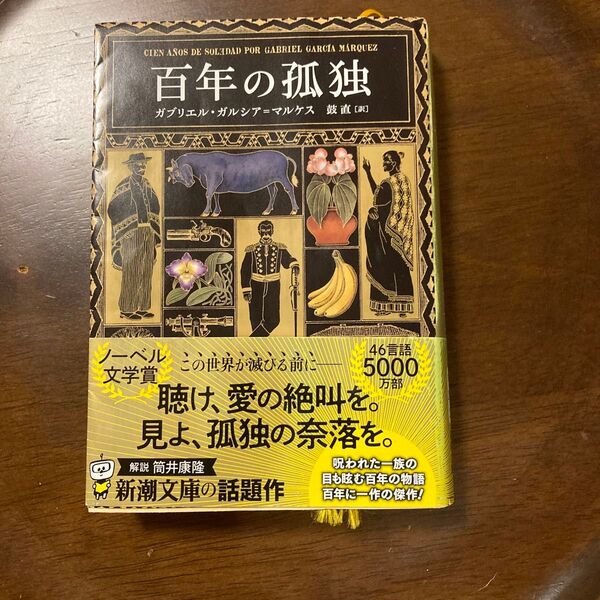 CIEN AÑOS DE SOLEDAD POR GABRIEL GARCÍA MÁRQUEZ
百年の孤独
ガブリエル・ガルシア=マルケス 鼓 直[訳]
ノーベル
文学賞
この世界が滅びる前に――
46言語
5000
万部
聴け、愛の絶叫を。
見よ、孤独の奈落を。
解説 筒井康隆
新潮文庫の話題作
呪われた一族の
目も眩む百年の物語
百年に一作の傑作!